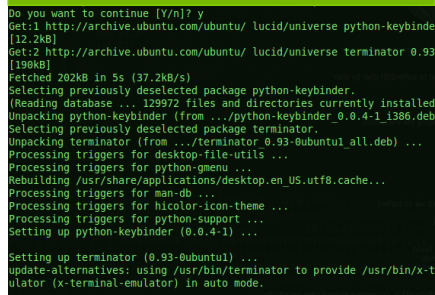 Do you want to continue [Y/n]? y
Get:1 http://archive.ubuntu.com/ubuntu/ lucid/universe python-keybinde
[12.2kB]
Get:2 http://archive.ubuntu.com/ubuntu/ lucid/universe terminator 0.93
[190kB]
Fetched 202kB in 5s (37.2kB/s)
Selecting previously deselected package python-keybinder.
(Reading database ... 129972 files and directories currently installed
Unpacking python-keybinder (from .../python-keybinder_0.0.4-1_i386.deb
Selecting previously deselected package terminator.
Unpacking terminator (from .../terminator_0.93-0ubuntu1_all.deb) ...
Processing triggers for desktop-file-utils ...
Processing triggers for python-gmenu ...
Rebuilding /usr/share/applications/desktop.en_US.utf8.cache...
Processing triggers for man-db ...
Processing triggers for hicolor-icon-theme ...
Processing triggers for python-support ...
Setting up python-keybinder (0.0.4-1) ...
Setting up terminator (0.93-0ubuntu1) ...
update-alternatives: using /usr/bin/terminator to provide /usr/bin/x-t
ulator (x-terminal-emulator) in auto mode.